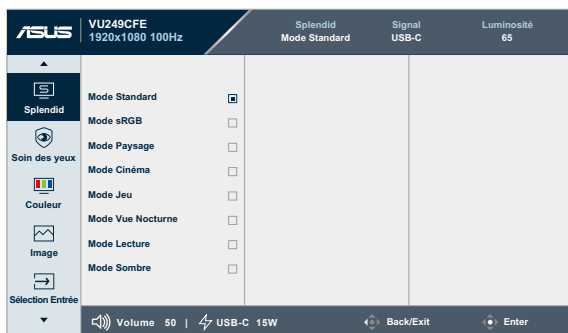 ASUS
VU249CFE
1920x1080 100Hz
Splendid
Mode Standard
Signal
USB-C
Luminosité
65
Splendid
Soin des yeux
Couleur
Image
Sélection Entrée
Mode Standard
Mode sRGB
Mode Paysage
Mode Cinéma
Mode Jeu
Mode Vue Nocturne
Mode Lecture
Mode Sombre
Volume 50 | USB-C 15W
Back/Exit
Enter